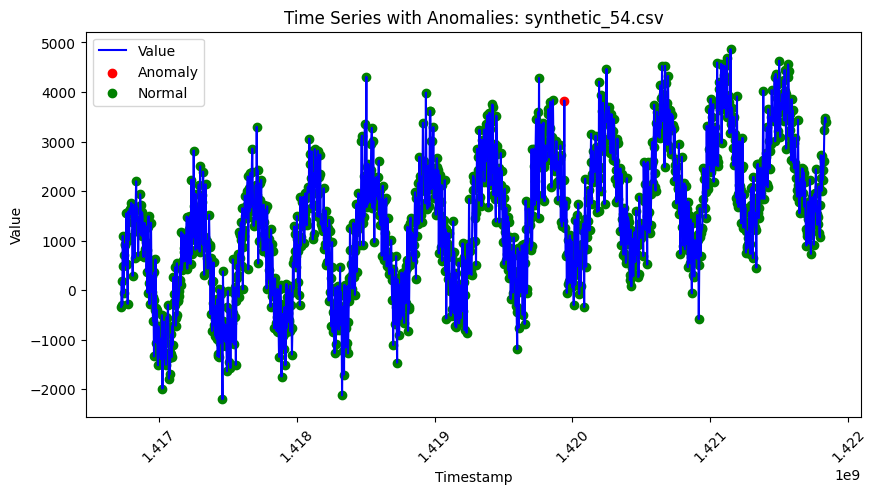 Time Series with Anomalies: synthetic_54.csv
Value
Anomaly
Normal
5000
4000
3000
2000
1000
0
−1000
−2000
Value
1.417
1.418
1.419
1.420
1.421
1.422
1e9
Timestamp